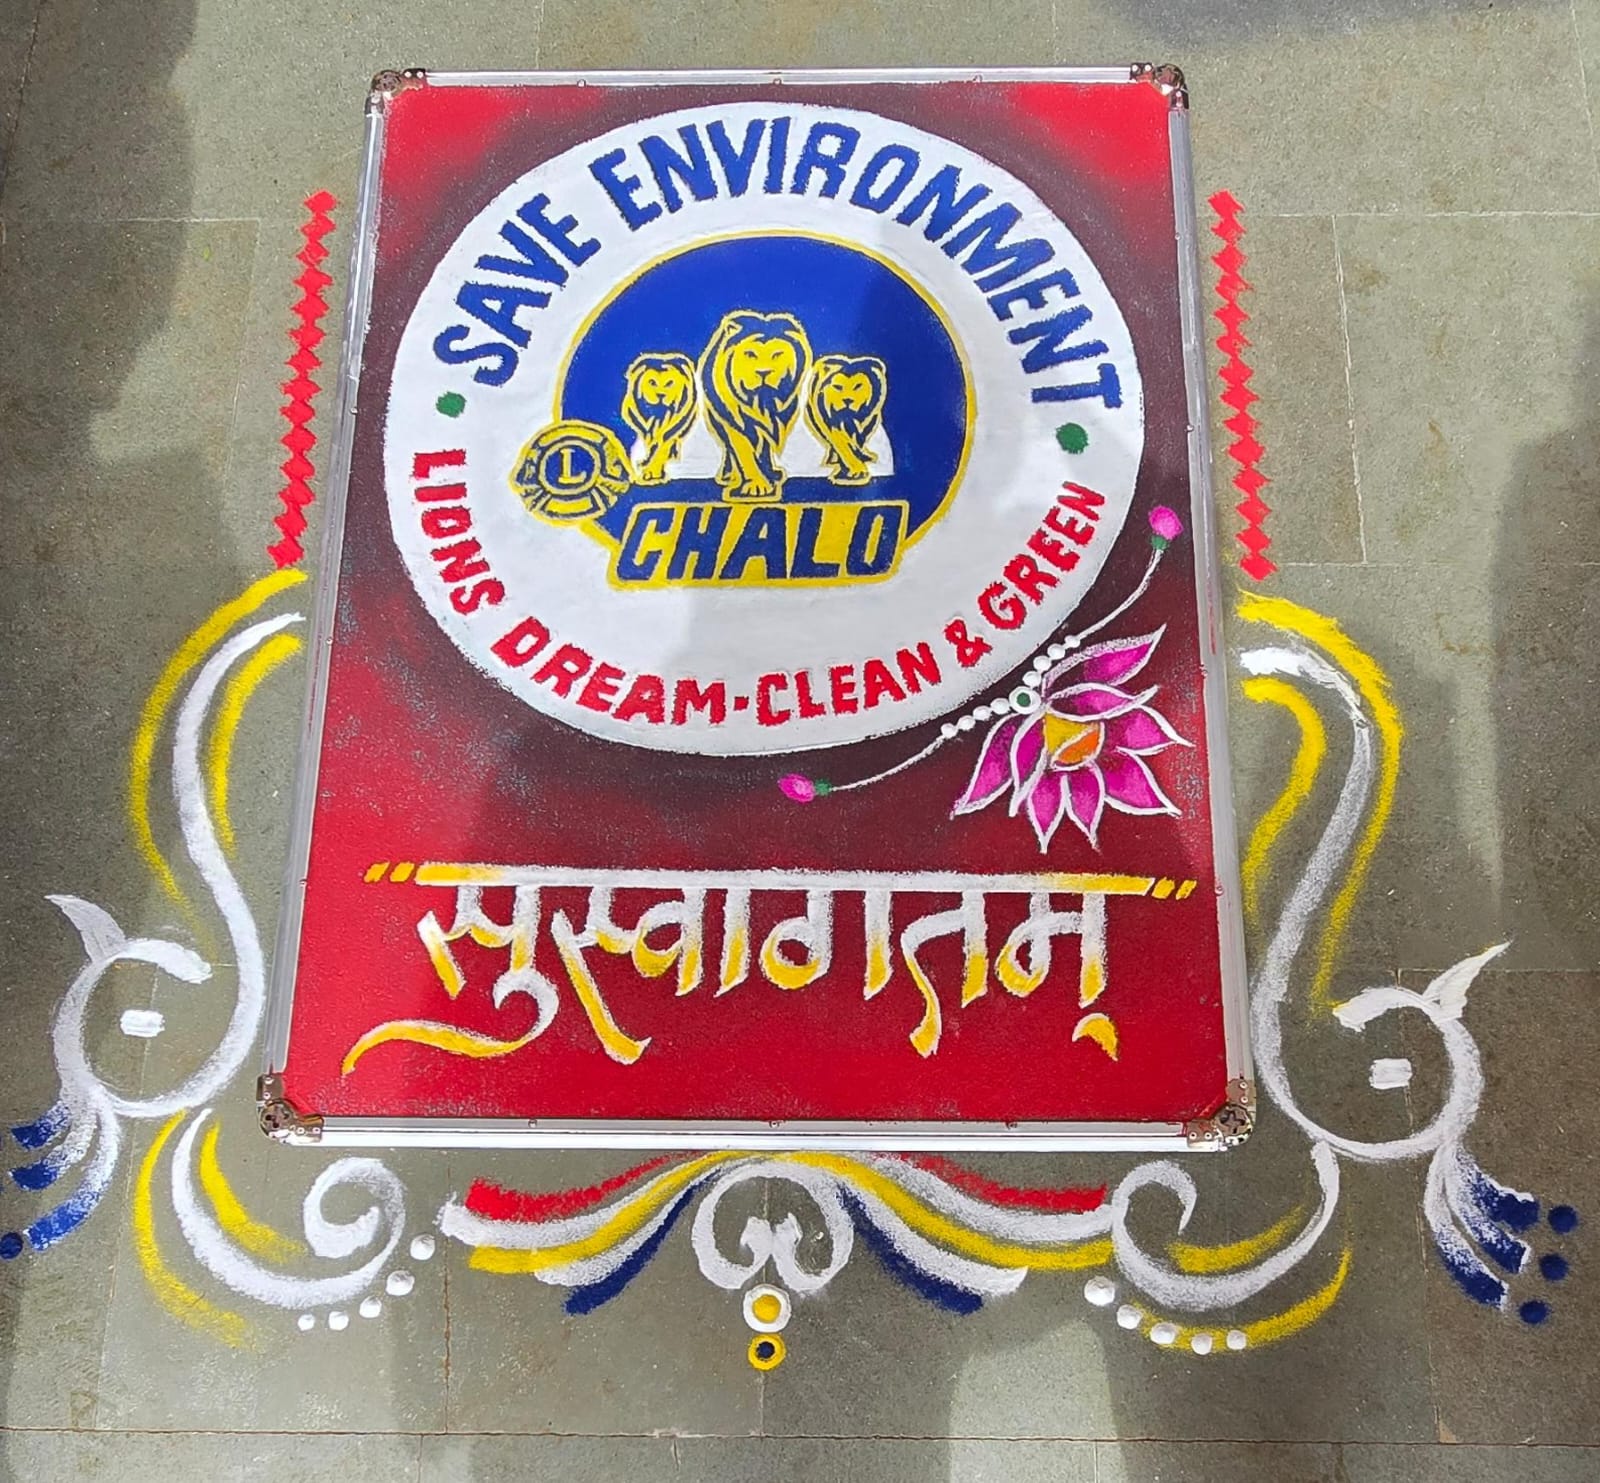 SAVE ENVIRONMENT
L
CHALO
LIONS DREAM-CLEAN & GREEN
"सुस्वागतम्"